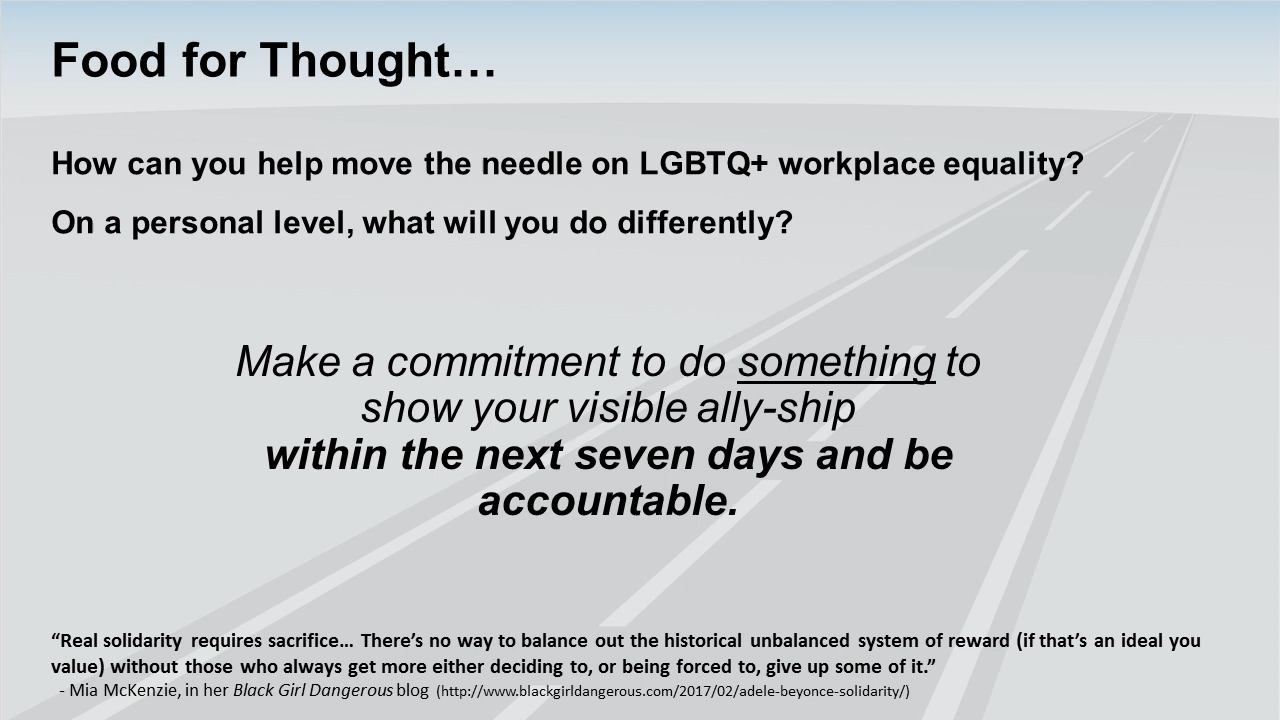 Food for Thought…
How can you help move the needle on LGBTQ+ workplace equality?
On a personal level, what will you do differently?
Make a commitment to do something to
show your visible ally-ship
within the next seven days and be
accountable.
“Real solidarity requires sacrifice… There’s no way to balance out the historical unbalanced system of reward (if that’s an ideal you
value) without those who always get more either deciding to, or being forced to, give up some of it.”
- Mia McKenzie, in her Black Girl Dangerous blog (http://www.blackgirldangerous.com/2017/02/adele-beyonce-solidarity/)